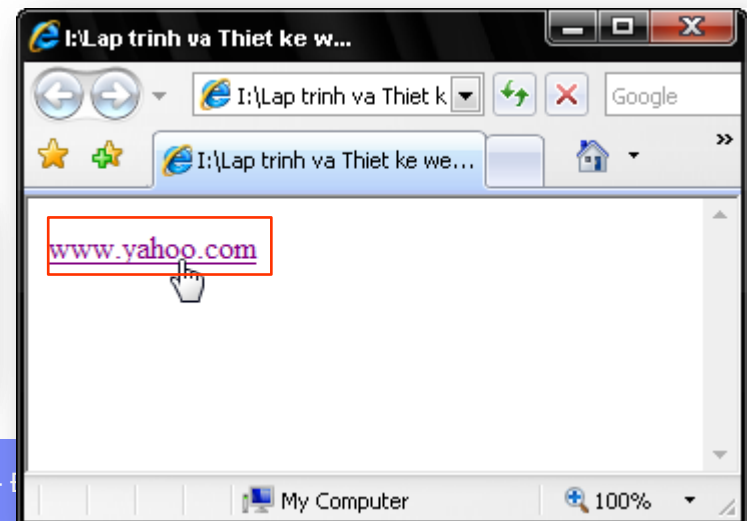 I:\Lap trinh va Thiet ke w...
I:\Lap trinh va Thiet k
Google
I:\Lap trinh va Thiet ke we...
»
www.yahoo.com
My Computer
100%